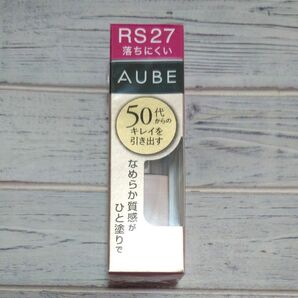 RS27
落ちにくい
AUBE
50代からの
キレイを
引き出す
なめらか質感が
ひと塗りで